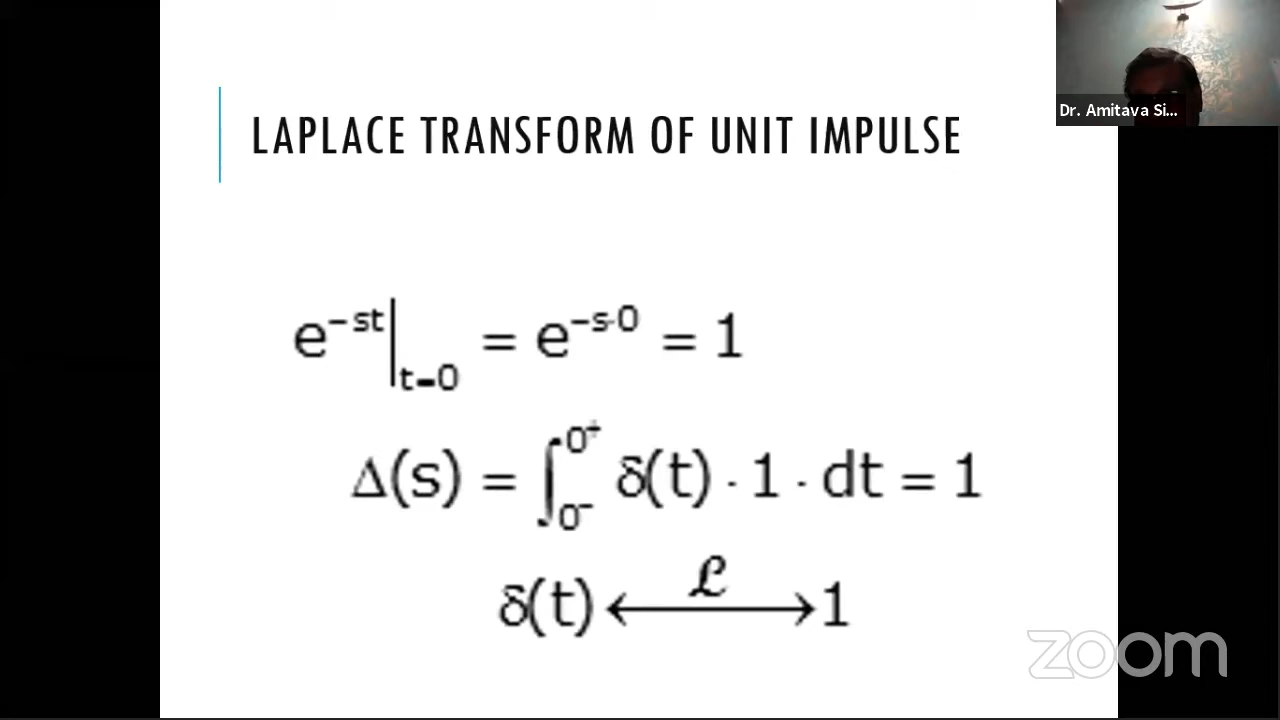 LAPLACE TRANSFORM OF UNIT IMPULSE
Dr. Amitava Si...
e⁻ˢᵗ|ₜ₌₀ = e⁻ˢ·⁰ = 1
Δ(s) = ∫₀₋⁰⁺ δ(t) · 1 · dt = 1
δ(t) ⟷ 1
ℒ
zoom